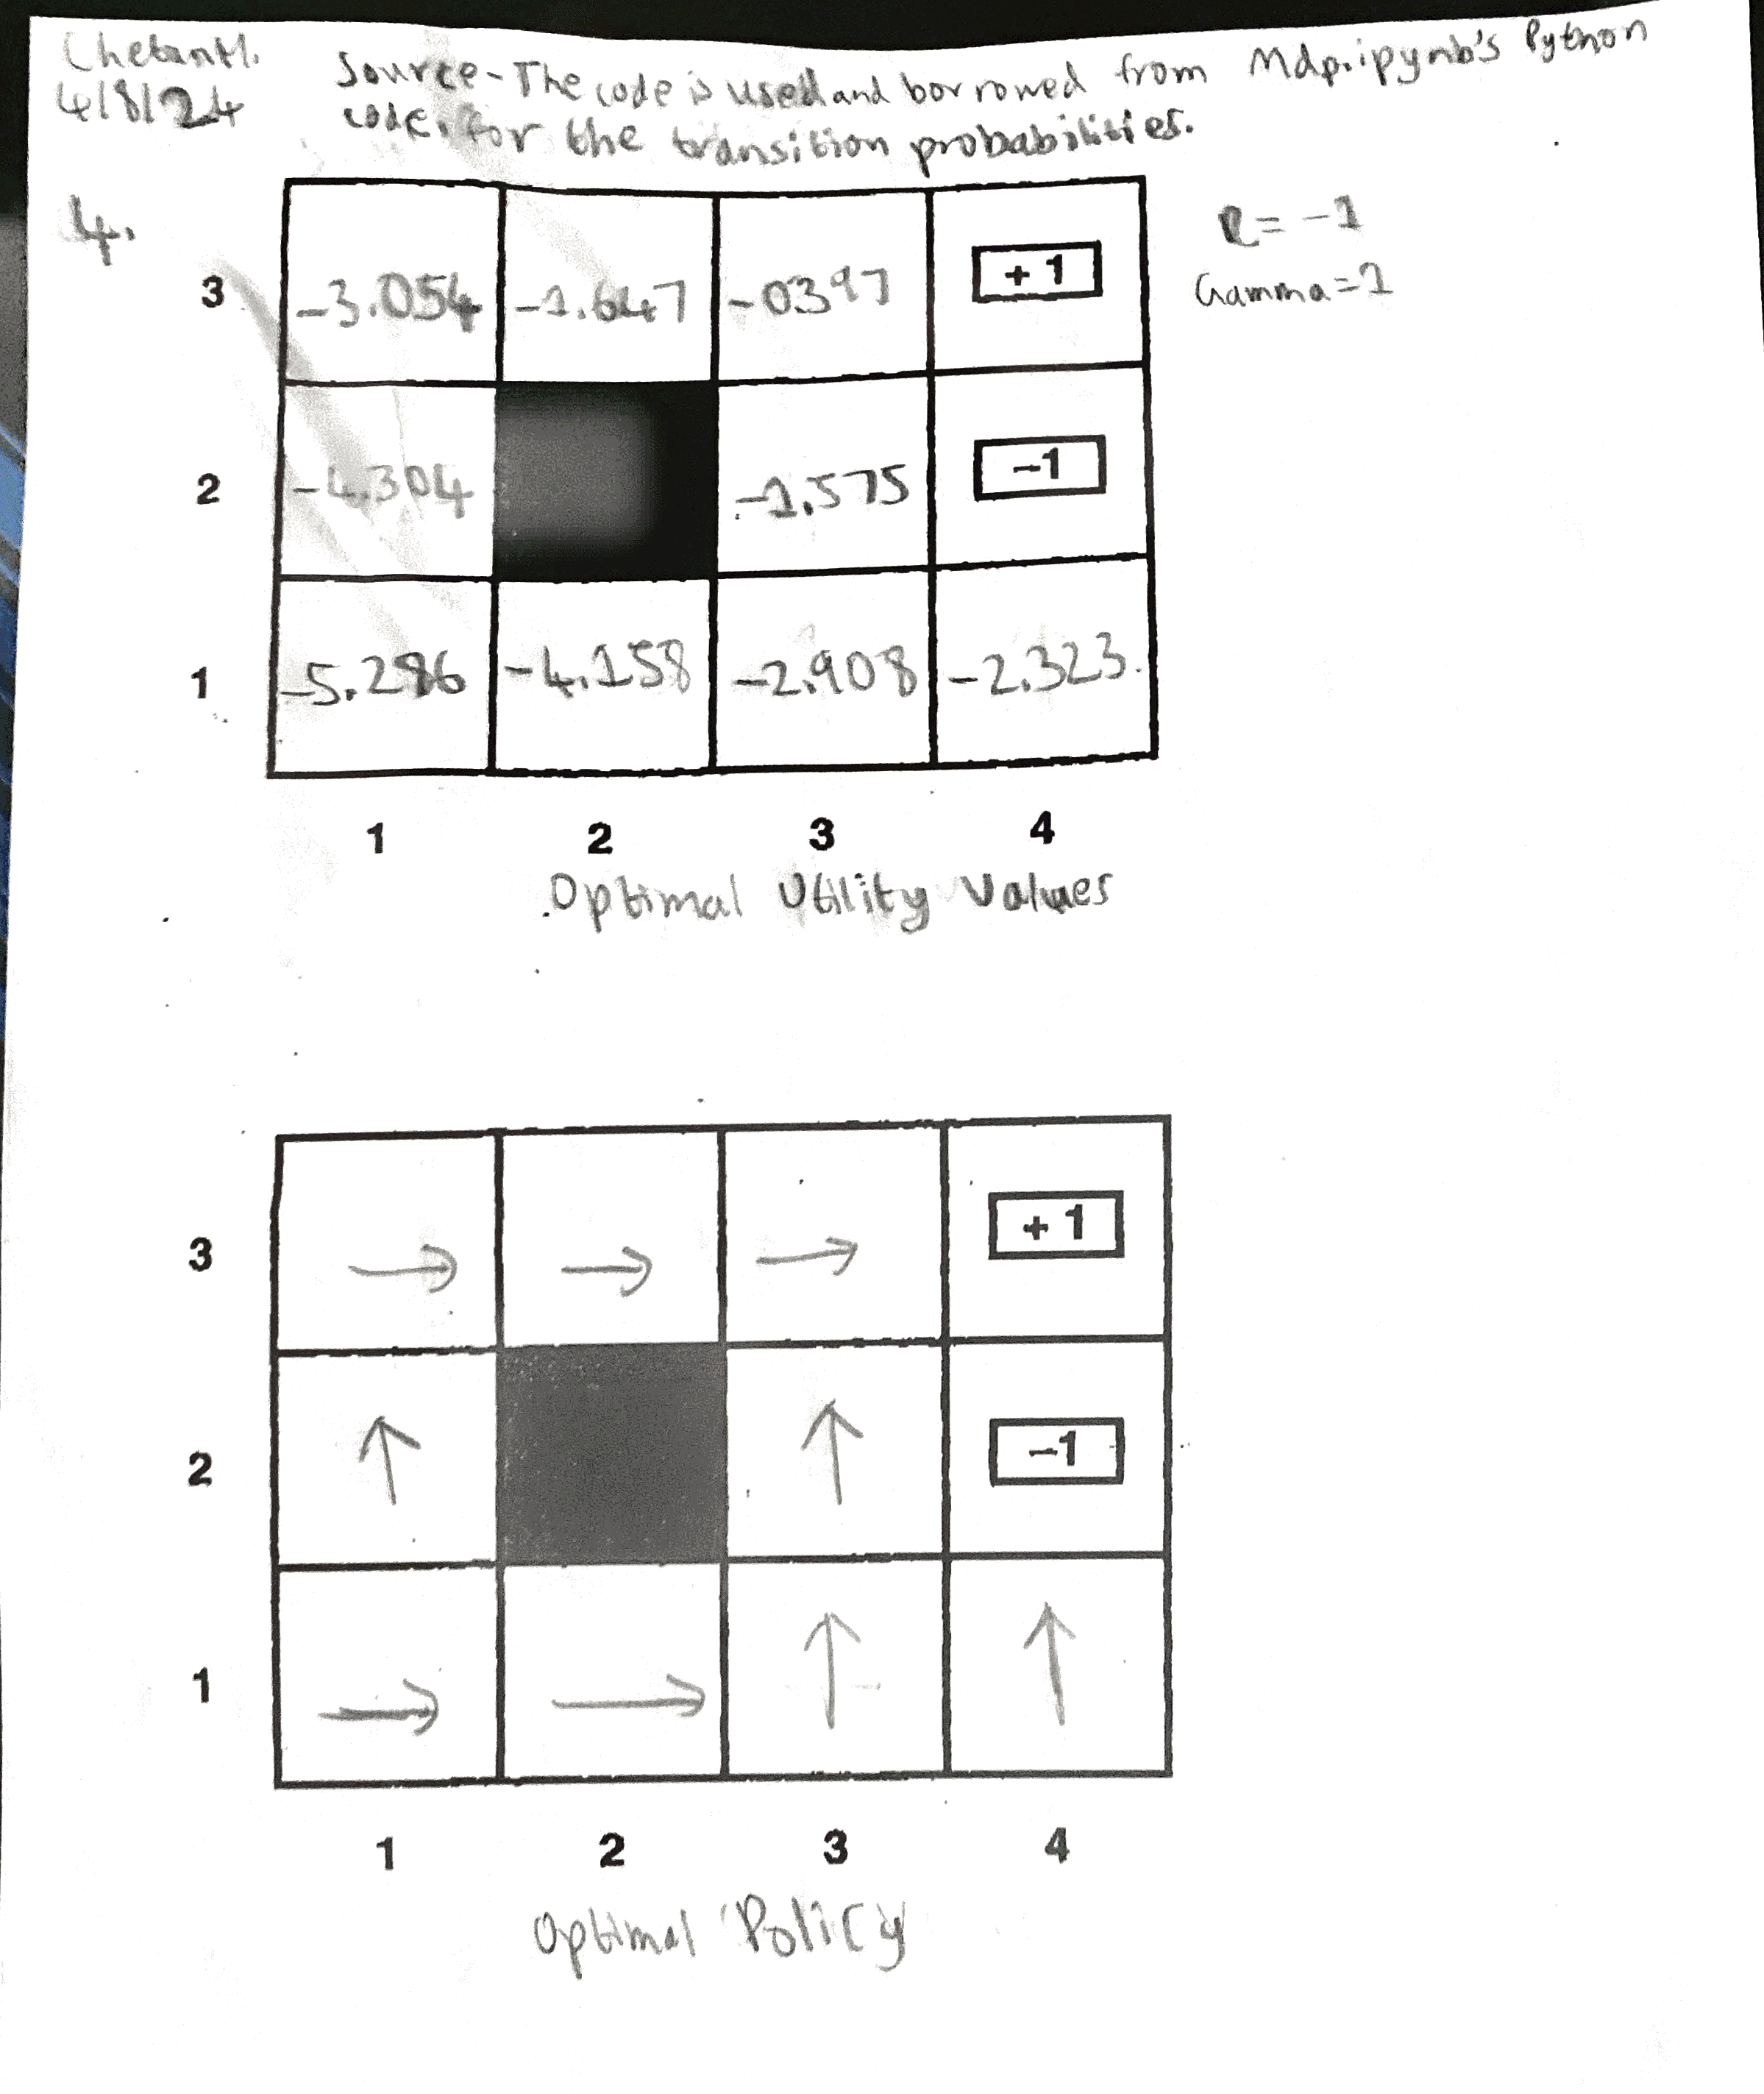 Chetan H.
4/8/24
Source - The code is used and borrowed from Mdp.ipynb's Python
code, for the transition probabilities.
4.
R = -1
Gamma = 1
3 -3.054 -1.647 -0397 +1
2 -4.304 -1.575 -1
1 -5.286 -4.158 -2.908 -2.323.
1 2 3 4
Optimal Utility Values
3 → → → +1
2 ↑ ↑ -1
1 → → ↑ ↑
1 2 3 4
Optimal Policy